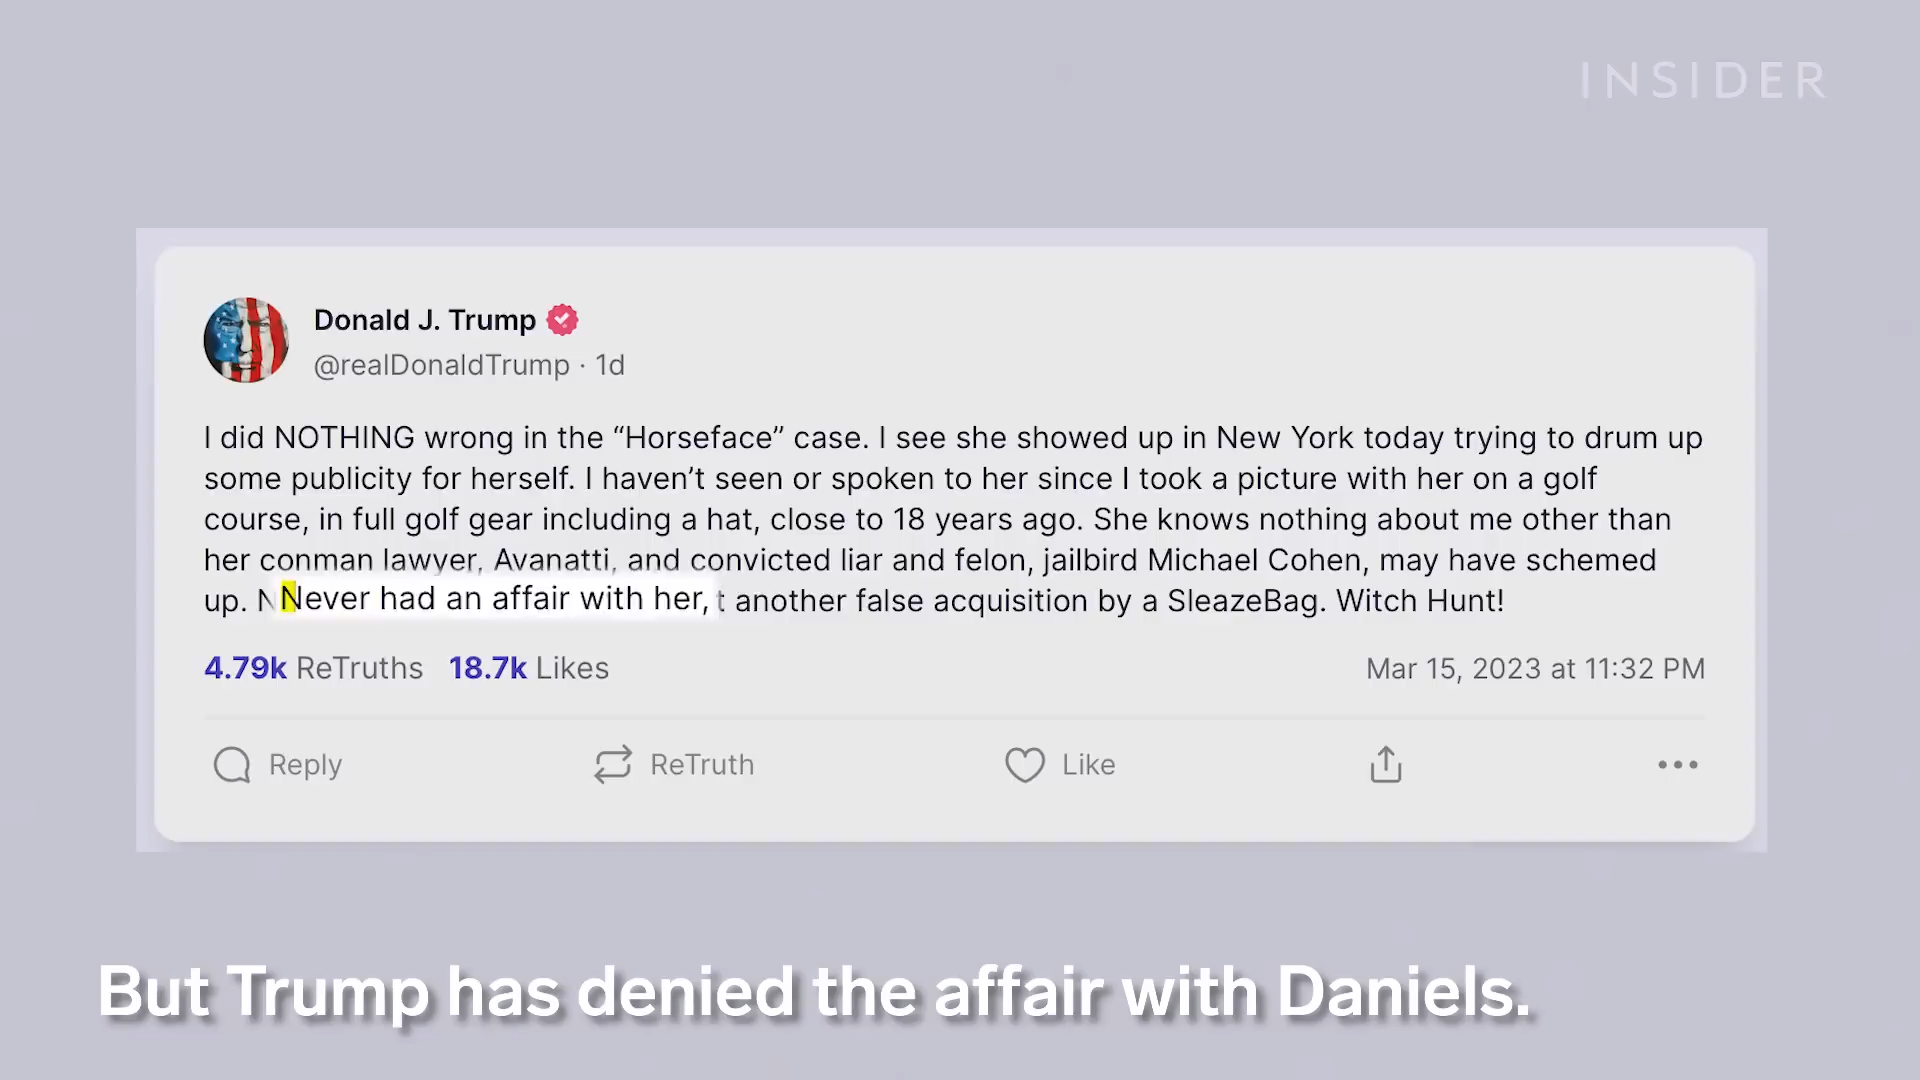 INSIDER
Donald J. Trump
@realDonaldTrump · 1d
I did NOTHING wrong in the “Horseface” case. I see she showed up in New York today trying to drum up
some publicity for herself. I haven’t seen or spoken to her since I took a picture with her on a golf
course, in full golf gear including a hat, close to 18 years ago. She knows nothing about me other than
her conman lawyer, Avanatti, and convicted liar and felon, jailbird Michael Cohen, may have schemed
up. N Never had an affair with her, t another false acquisition by a SleazeBag. Witch Hunt!
4.79k ReTruths 18.7k Likes Mar 15, 2023 at 11:32 PM
Reply ReTruth Like
But Trump has denied the affair with Daniels.